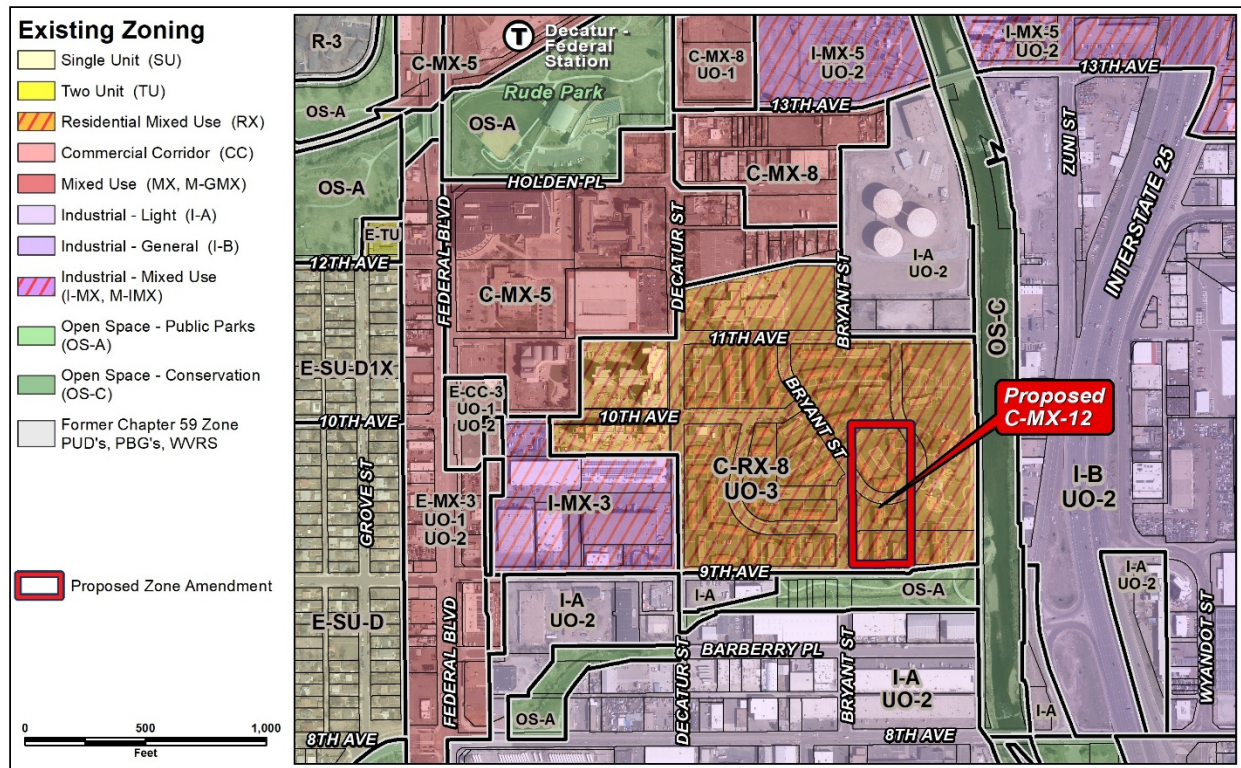 Existing Zoning
Single Unit (SU)
Two Unit (TU)
Residential Mixed Use (RX)
Commercial Corridor (CC)
Mixed Use (MX, M-GMX)
Industrial - Light (I-A)
Industrial - General (I-B)
Industrial - Mixed Use
(I-MX, M-IMX)
Open Space - Public Parks
(OS-A)
Open Space - Conservation
(OS-C)
Former Chapter 59 Zone
PUD's, PBG's, WVRS
Proposed Zone Amendment
0 500 1,000
Feet
R-3
C-MX-5
T
Decatur -
Federal
Station
C-MX-8
UO-1
I-MX-5
UO-2
I-MX-5
UO-2
13TH AVE
Rude Park
13TH AVE
OS-A
OS-A
OS-A
HOLDEN PL
C-MX-8
ZUNI ST
INTERSTATE 25
E-TU
12TH AVE
FEDERAL BLVD
C-MX-5
DECATUR ST
BRYANT ST
I-A
UO-2
OS-C
11TH AVE
E-SU-D1X
E-CC-3
UO-1
UO-2
10TH AVE
10TH AVE
BRYANT ST
Proposed
C-MX-12
GROVE ST
C-RX-8
UO-3
I-B
UO-2
E-MX-3
UO-1
UO-2
I-MX-3
9TH AVE
I-A
UO-2
I-A
OS-A
I-A
UO-2
E-SU-D
FEDERAL BLVD
BARBERRY PL
DECATUR ST
BRYANT ST
I-A
UO-2
WYANDOT ST
OS-A
I-A
8TH AVE
8TH AVE